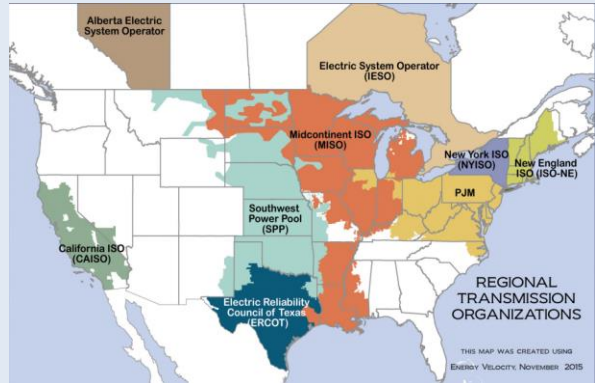 Alberta Electric
System Operator
Electric System Operator
(IESO)
Midcontinent ISO
(MISO)
New York ISO
(NYISO)
New England
ISO (ISO-NE)
PJM
Southwest
Power Pool
(SPP)
California ISO
(CAISO)
Electric Reliability
Council of Texas
(ERCOT)
REGIONAL
TRANSMISSION
ORGANIZATIONS
THIS MAP WAS CREATED USING
ENERGY VELOCITY, NOVEMBER 2015